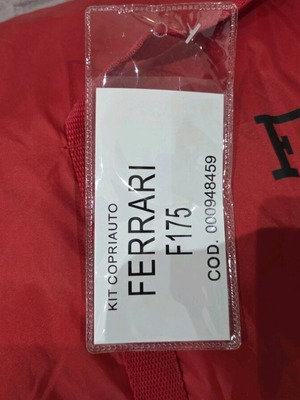 KIT COPRIAUTO
FERRARI
F175
COD. 000948459
F